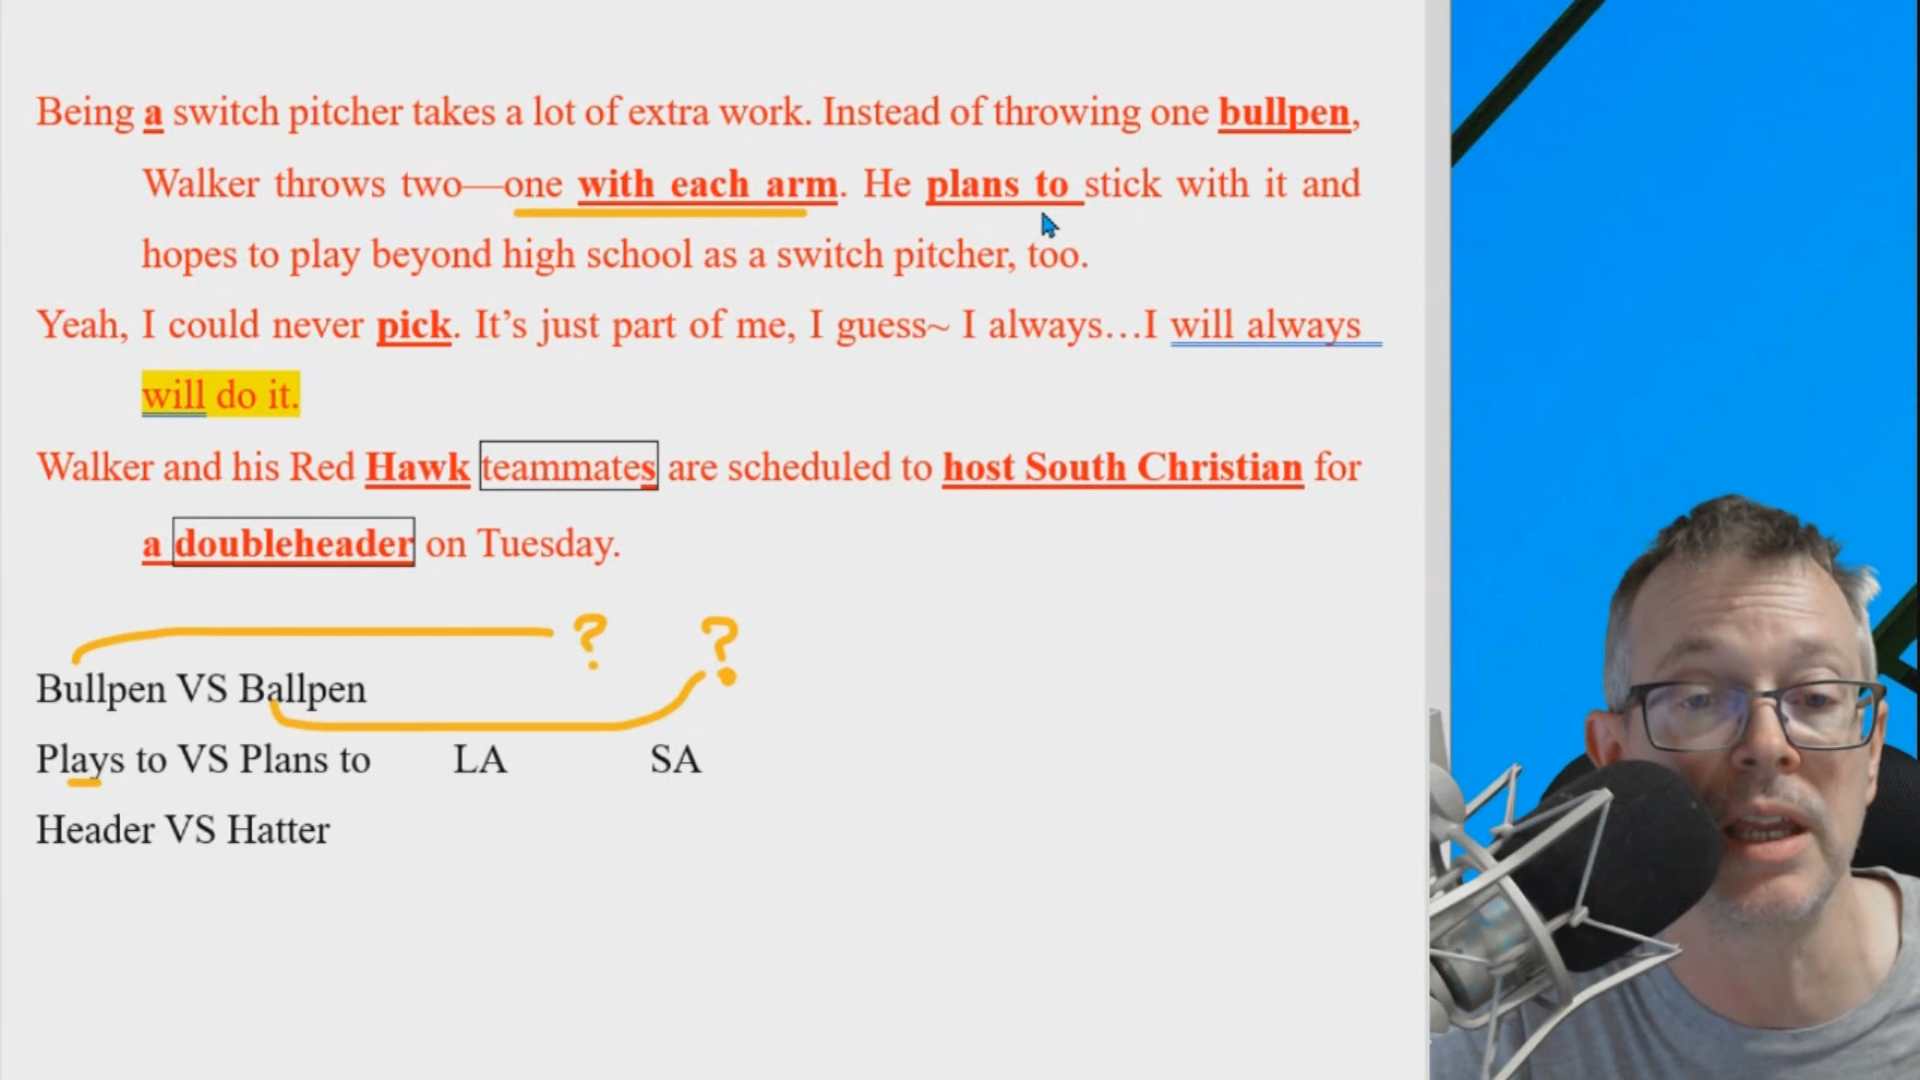 Being a switch pitcher takes a lot of extra work. Instead of throwing one bullpen,
Walker throws two—one with each arm. He plans to stick with it and
hopes to play beyond high school as a switch pitcher, too.
Yeah, I could never pick. It’s just part of me, I guess~ I always…I will always
will do it.
Walker and his Red Hawk teammates are scheduled to host South Christian for
a doubleheader on Tuesday.
? ?
Bullpen VS Ballpen
Plays to VS Plans to LA SA
Header VS Hatter